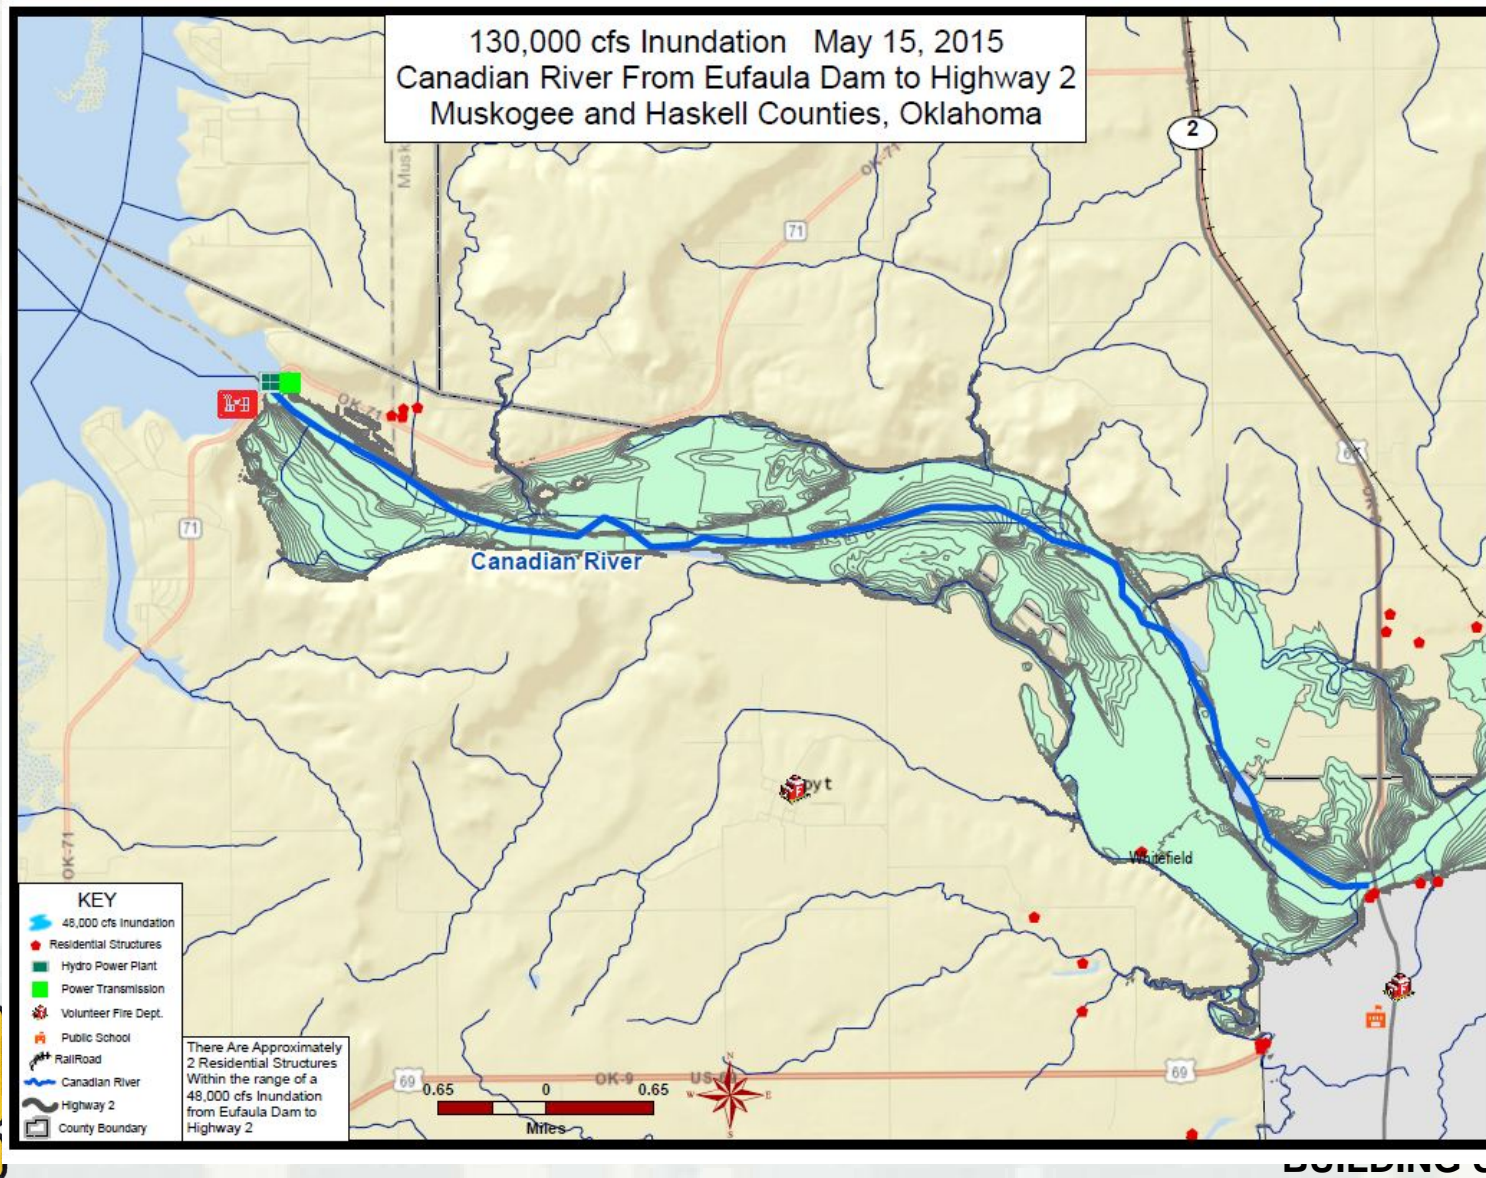 130,000 cfs Inundation May 15, 2015
Canadian River From Eufaula Dam to Highway 2
Muskogee and Haskell Counties, Oklahoma
2
Musk
OK-71
71
OK-71
71
Canadian River
OK-71
Whitefield
KEY
48,000 cfs Inundation
Residential Structures
Hydro Power Plant
Power Transmission
Volunteer Fire Dept.
Public School
RailRoad
Canadian River
Highway 2
County Boundary
There Are Approximately
2 Residential Structures
Within the range of a
48,000 cfs Inundation
from Eufaula Dam to
Highway 2
69
OK-9
69
0.65 0 0.65
Miles
N
W E
S